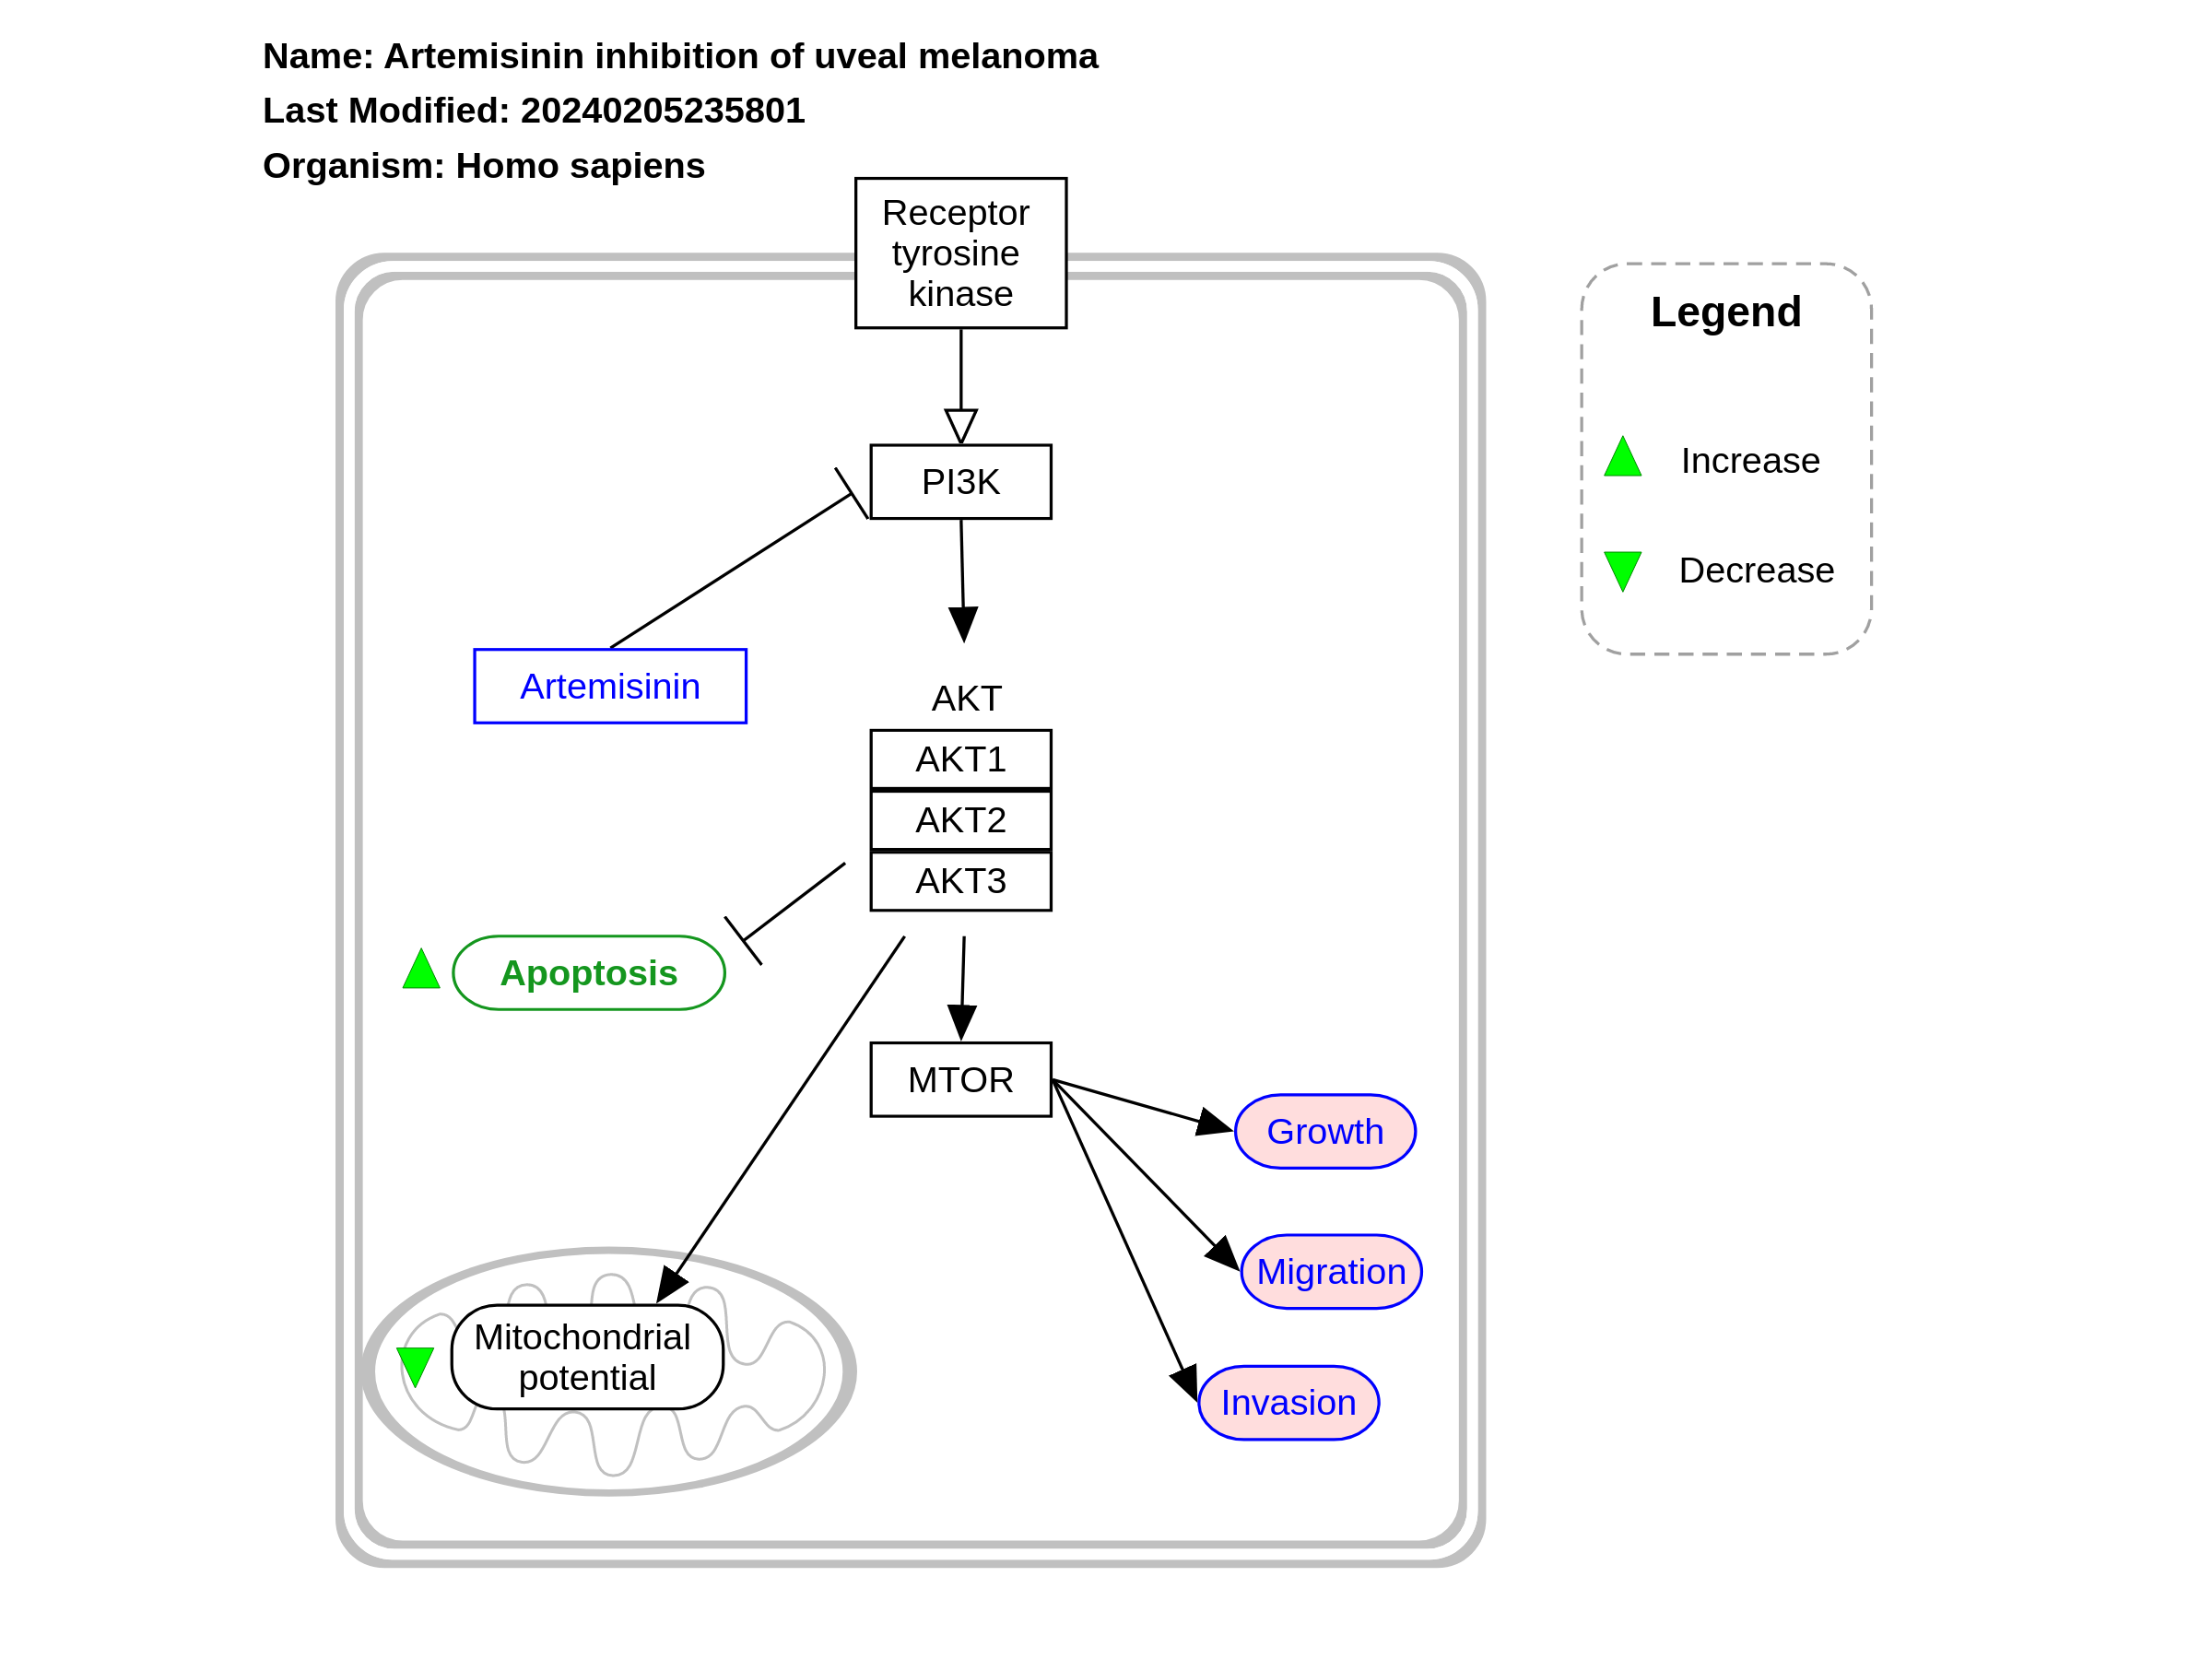 Name: Artemisinin inhibition of uveal melanoma
Last Modified: 20240205235801
Organism: Homo sapiens
Receptor
tyrosine
kinase
Legend
PI3K
Increase
Decrease
Artemisinin
AKT
AKT1
AKT2
AKT3
Apoptosis
MTOR
Growth
Migration
Mitochondrial
potential
Invasion